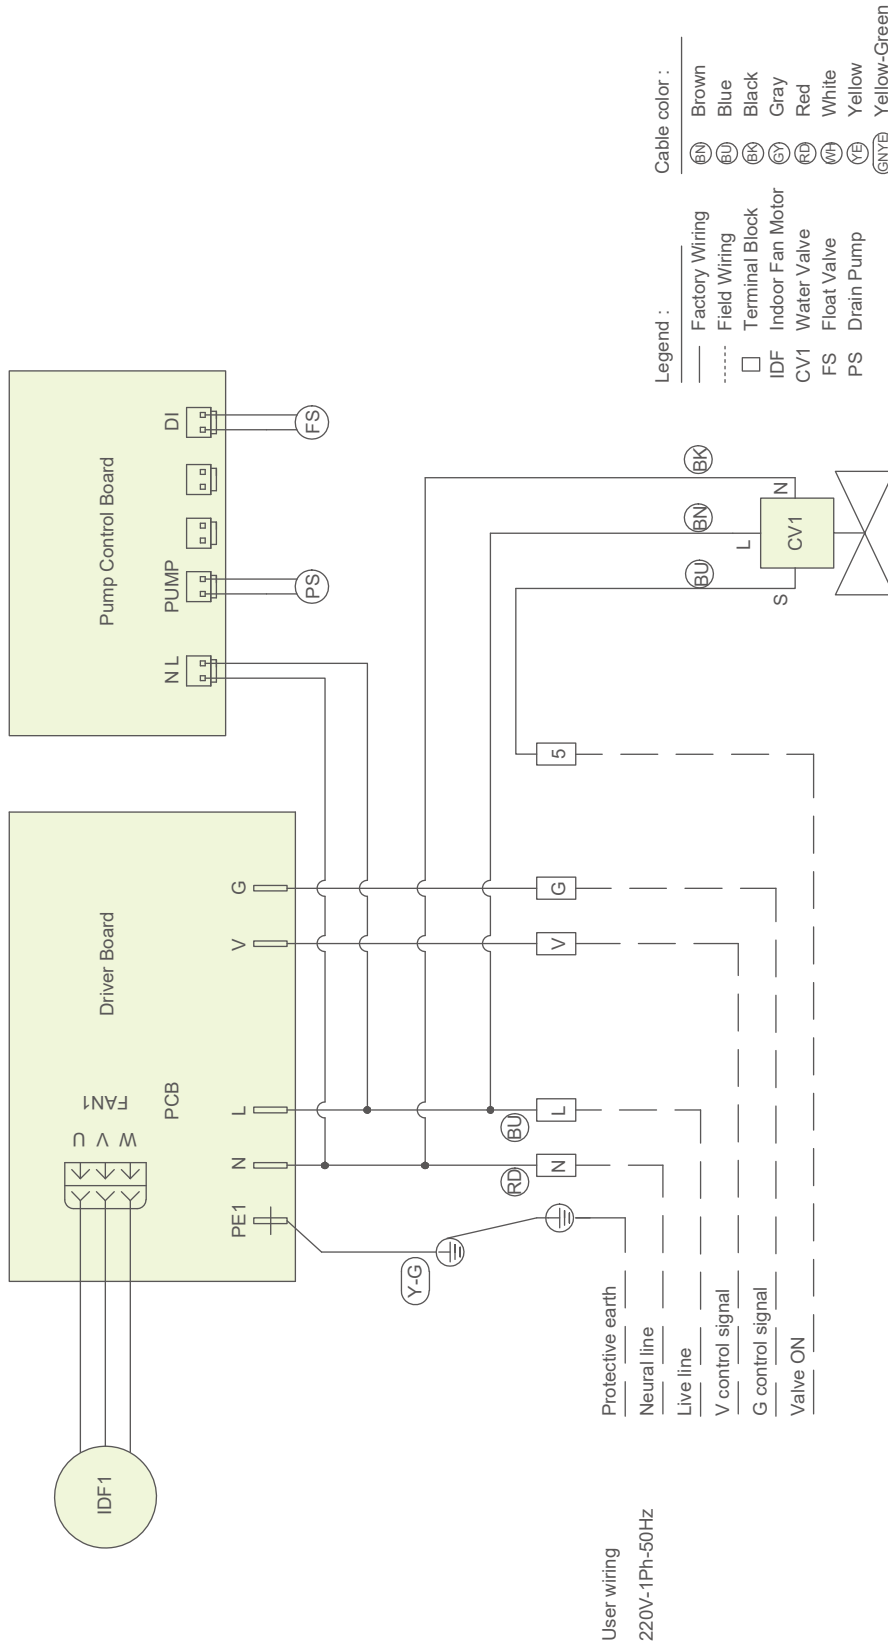 IDF1
FAN1
U
V
W
PCB
Driver Board
PE1
N
L
V
G
Pump Control Board
N L
PUMP
DI
PS
FS
Y-G
RD
BU
N
L
V
G
5
BU
BN
BK
S
L
N
CV1
User wiring
220V-1Ph-50Hz
Protective earth
Neural line
Live line
V control signal
G control signal
Valve ON
Legend :
Factory Wiring
Field Wiring
Terminal Block
IDF Indoor Fan Motor
CV1 Water Valve
FS Float Valve
PS Drain Pump
Cable color :
BN Brown
BU Blue
BK Black
GY Gray
RD Red
WH White
YE Yellow
GNYE Yellow-Green